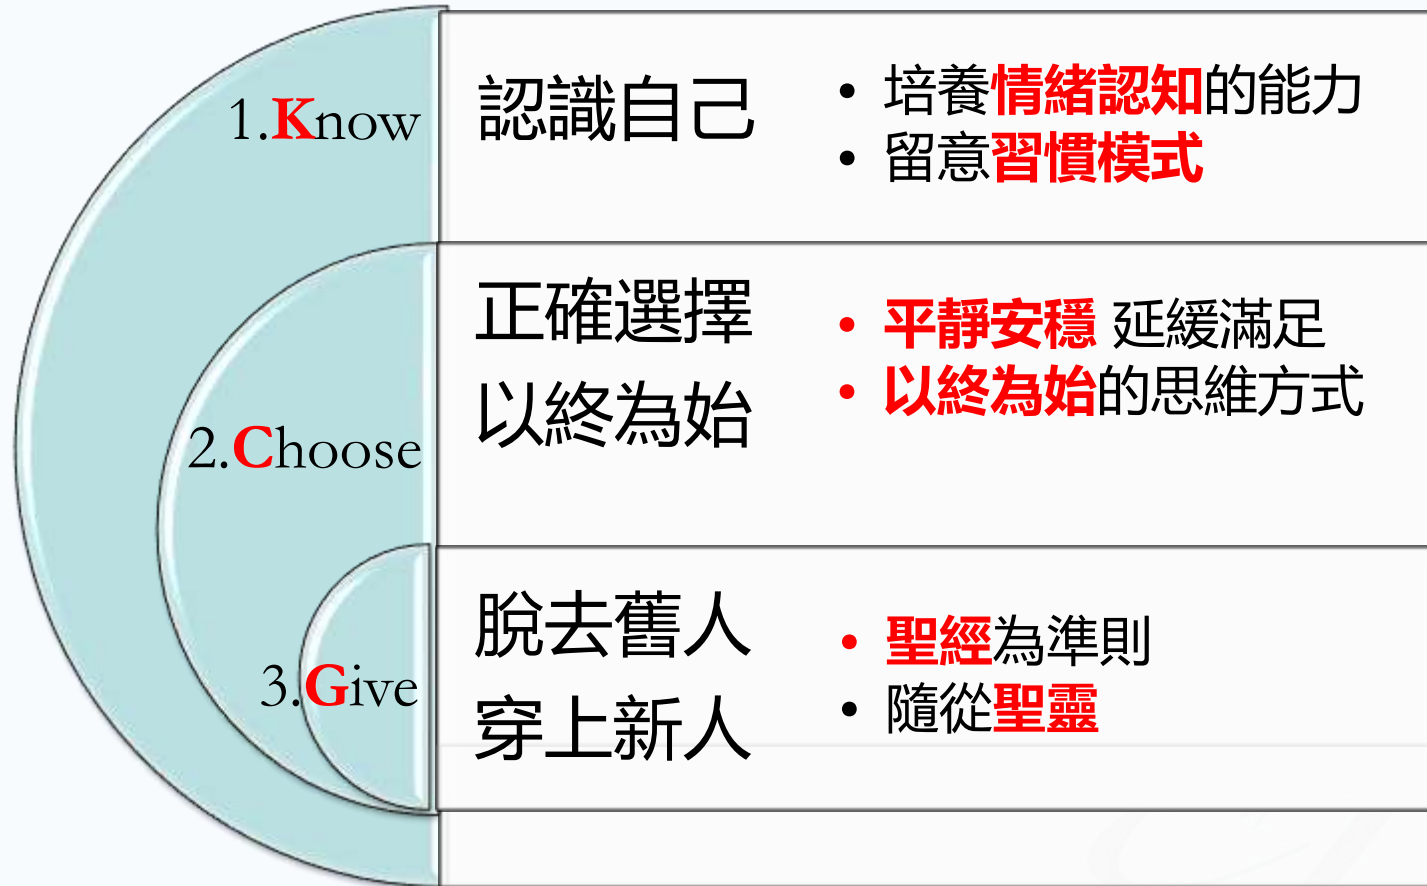 1.Know
認識自己
• 培養情緒認知的能力
• 留意習慣模式
2.Choose
正確選擇
以終為始
• 平靜安穩 延緩滿足
• 以終為始的思維方式
3.Give
脫去舊人
穿上新人
• 聖經為準則
• 隨從聖靈